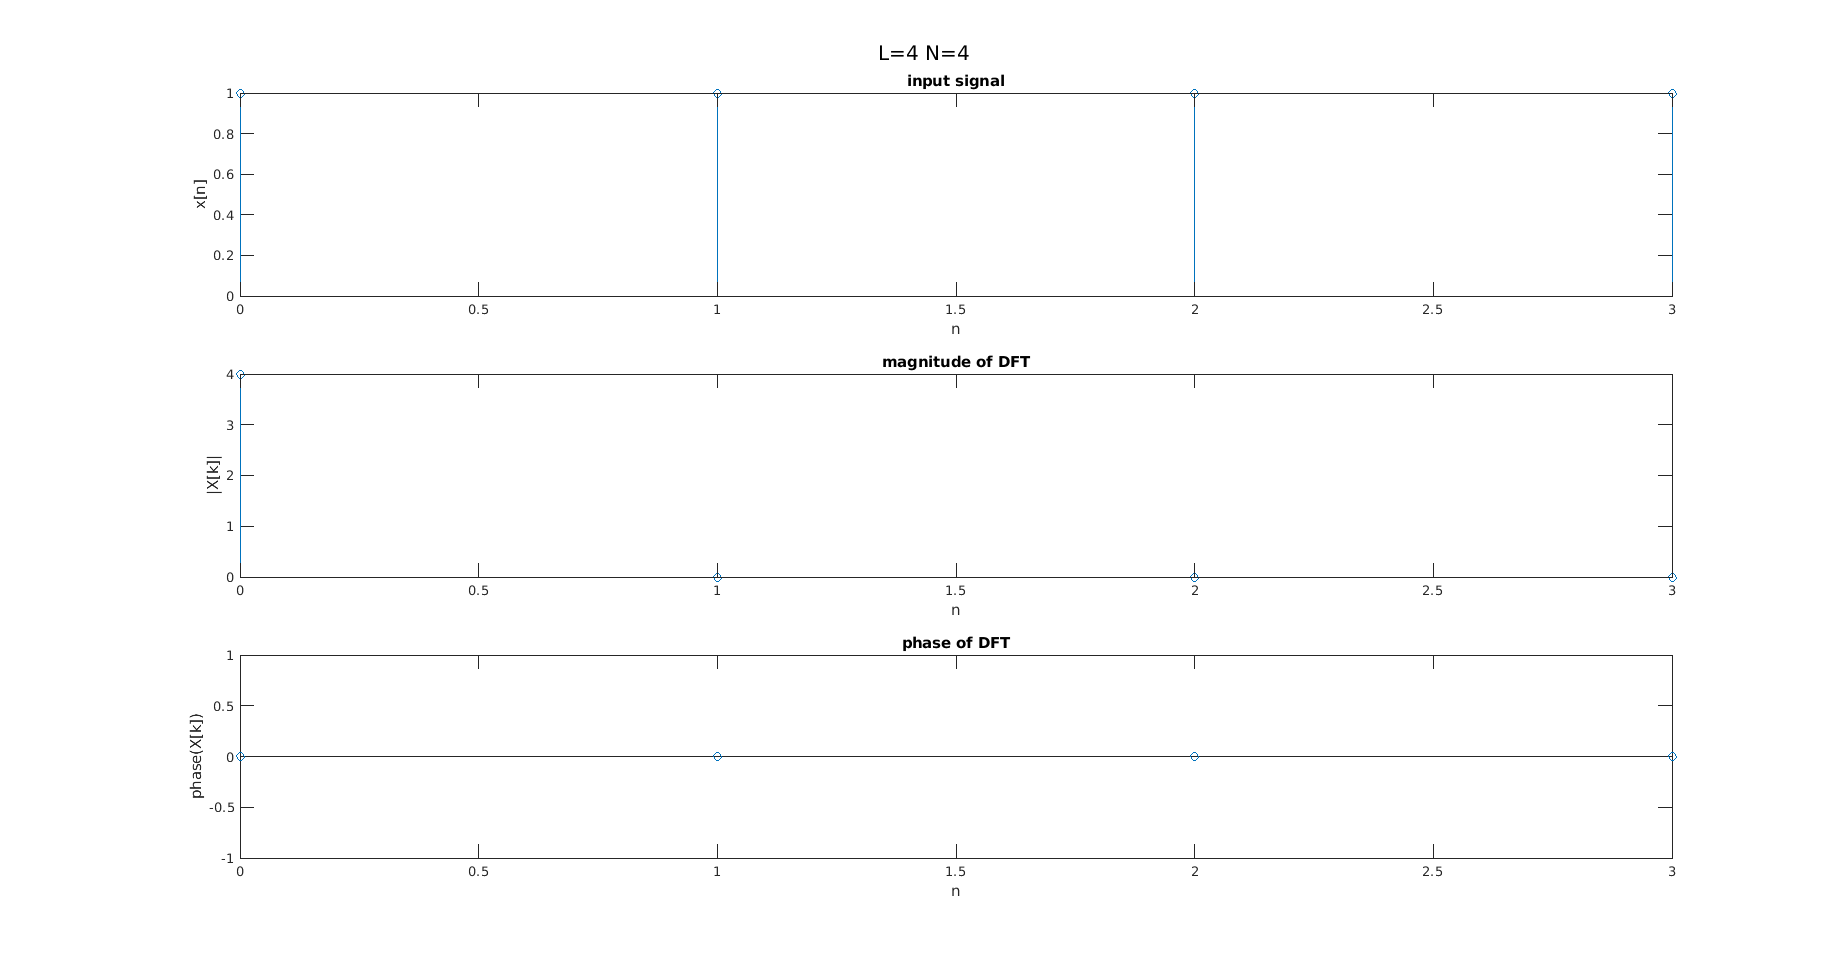 L=4 N=4
input signal
1
0.8
0.6
0.4
0.2
0
x[n]
0 0.5 1 1.5 2 2.5 3
n
magnitude of DFT
4
3
2
1
0
|X[k]|
0 0.5 1 1.5 2 2.5 3
n
phase of DFT
1
0.5
0
-0.5
-1
phase(X[k])
0 0.5 1 1.5 2 2.5 3
n